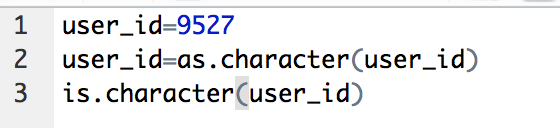 1 user_id=9527
2 user_id=as.character(user_id)
3 is.character(user_id)